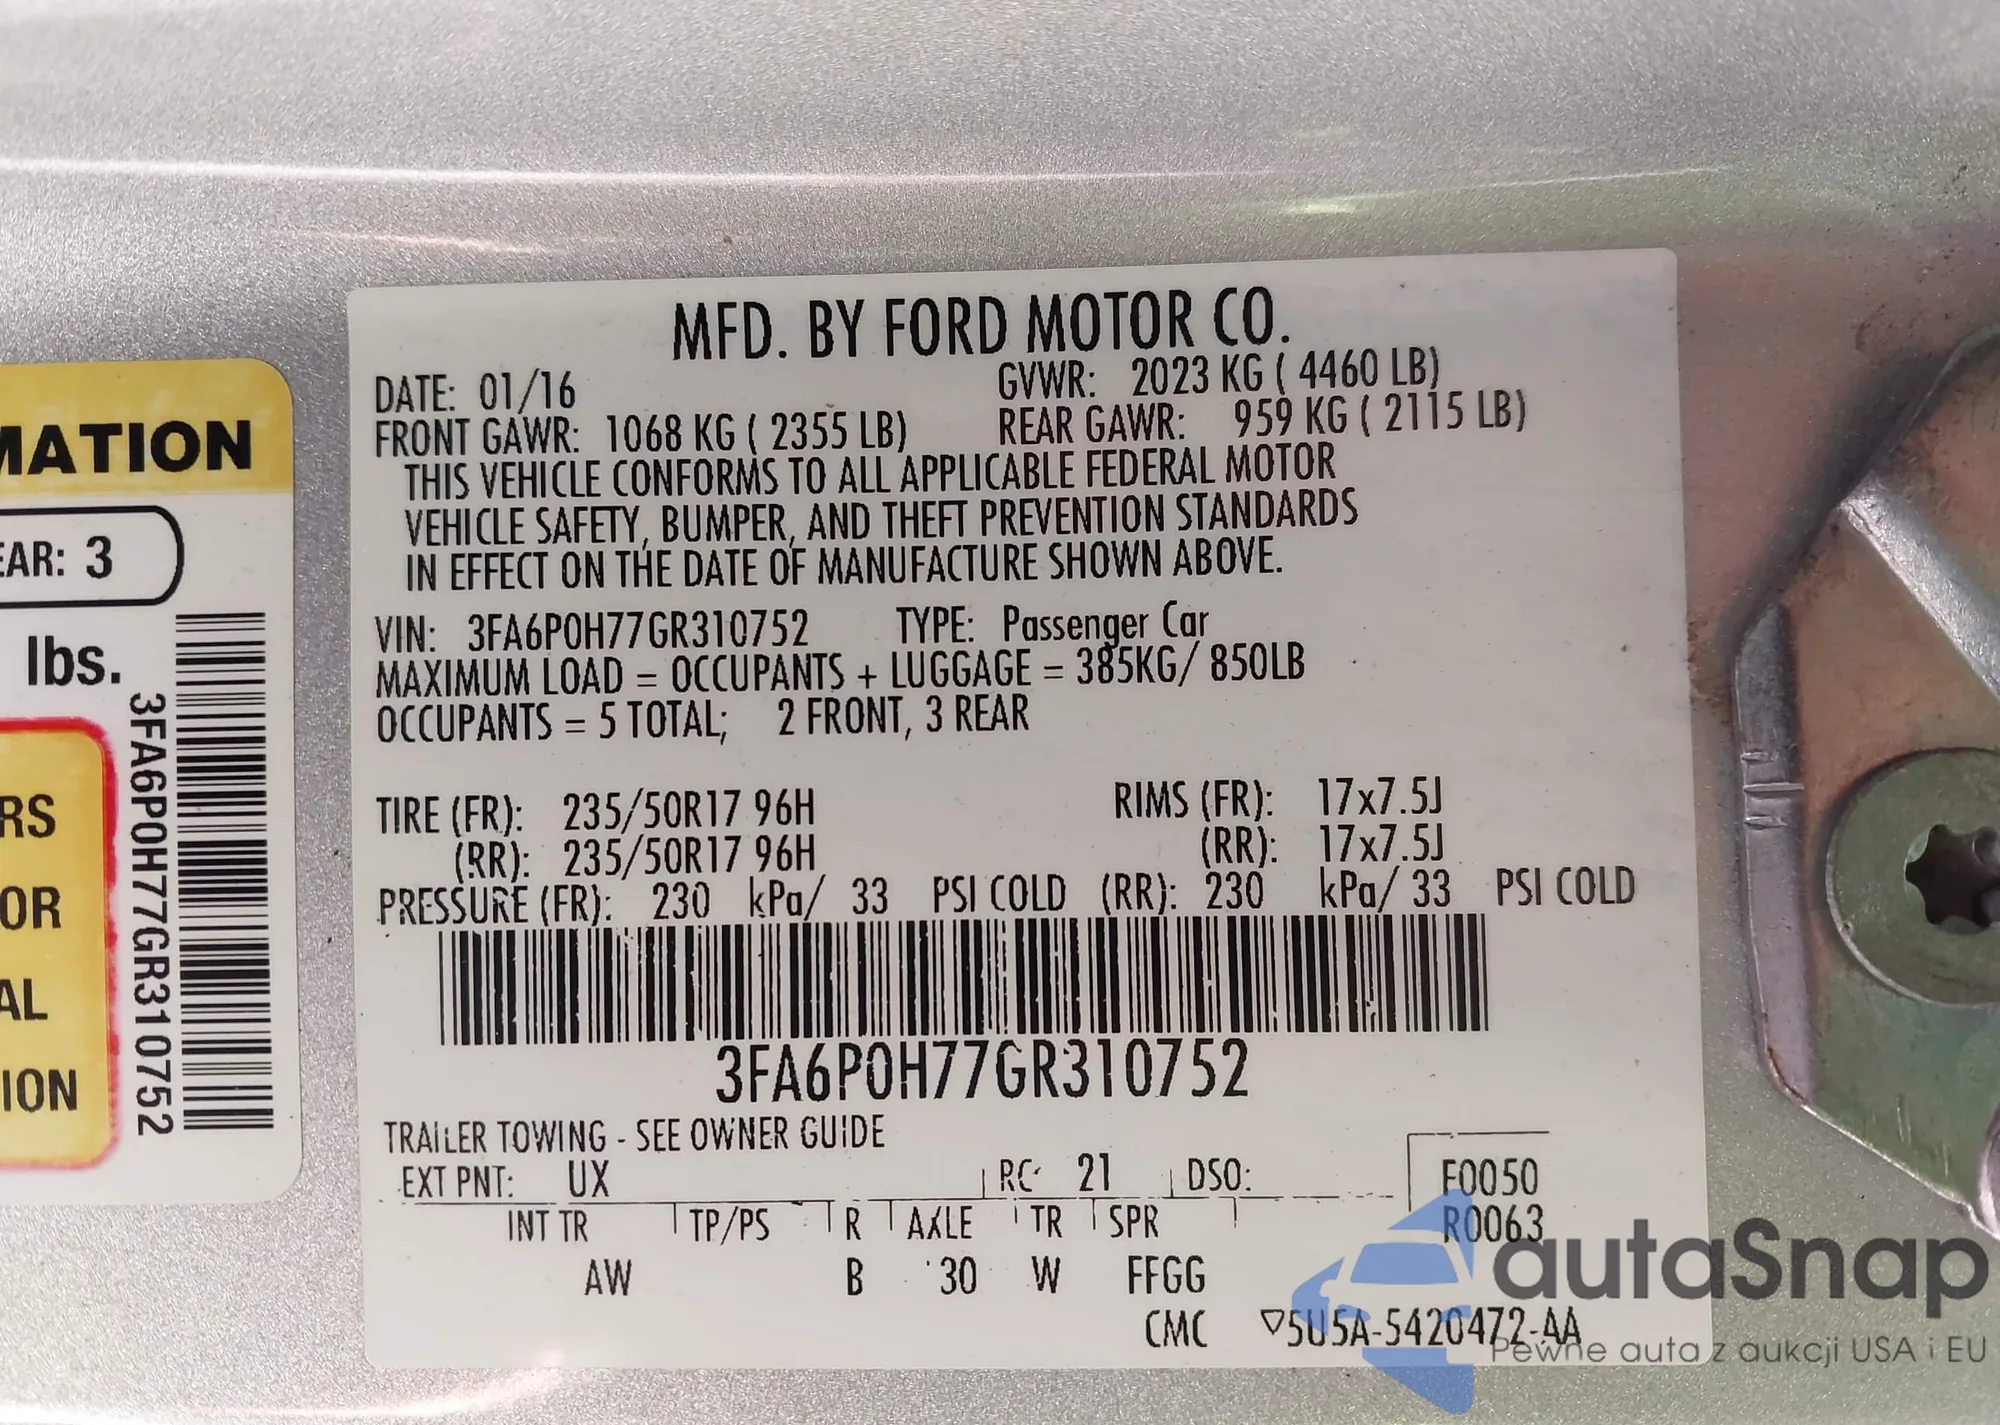 MATION
EAR: 3
lbs.
3FA6P0H77GR310752
RS
OR
AL
ION
MFD. BY FORD MOTOR CO.
DATE: 01/16 GVWR: 2023 KG ( 4460 LB)
FRONT GAWR: 1068 KG ( 2355 LB) REAR GAWR: 959 KG ( 2115 LB)
THIS VEHICLE CONFORMS TO ALL APPLICABLE FEDERAL MOTOR
VEHICLE SAFETY, BUMPER, AND THEFT PREVENTION STANDARDS
IN EFFECT ON THE DATE OF MANUFACTURE SHOWN ABOVE.
VIN: 3FA6P0H77GR310752 TYPE: Passenger Car
MAXIMUM LOAD = OCCUPANTS + LUGGAGE = 385KG/ 850LB
OCCUPANTS = 5 TOTAL; 2 FRONT, 3 REAR
TIRE (FR): 235/50R17 96H RIMS (FR): 17x7.5J
(RR): 235/50R17 96H (RR): 17x7.5J
PRESSURE (FR): 230 kPa/ 33 PSI COLD (RR): 230 kPa/ 33 PSI COLD
3FA6P0H77GR310752
TRAILER TOWING - SEE OWNER GUIDE
EXT PNT: UX RC: 21 DSO: F0050
INT TR TP/PS R AXLE TR SPR R0063
AW B 30 W FFGG
CMC ▽5U5A-5420472-AA
autaSnap
Pewne auta z aukcji USA i EU